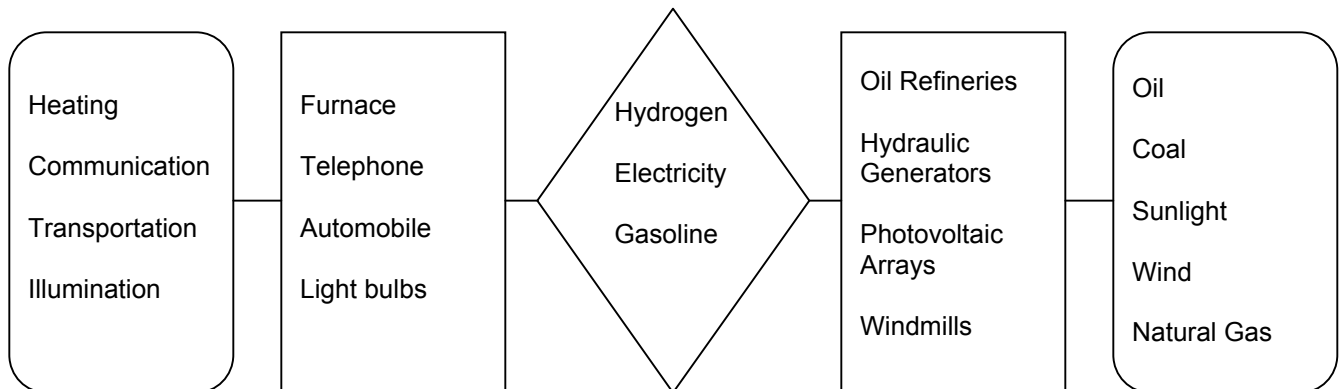 Heating
Communication
Transportation
Illumination
Furnace
Telephone
Automobile
Light bulbs
Hydrogen
Electricity
Gasoline
Oil Refineries
Hydraulic
Generators
Photovoltaic
Arrays
Windmills
Oil
Coal
Sunlight
Wind
Natural Gas